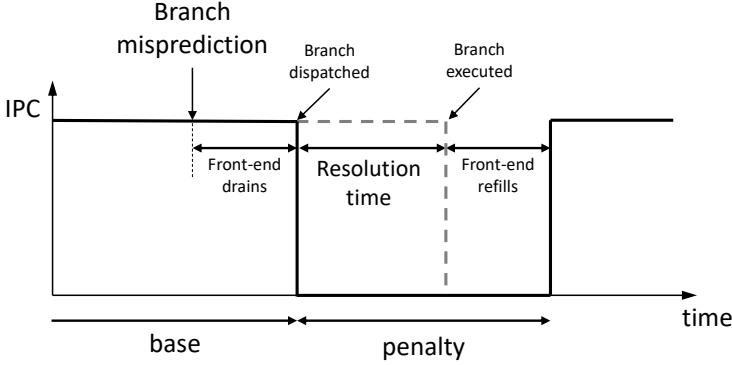 Branch
misprediction
Branch
dispatched
Branch
executed
IPC
Front-end
drains
Resolution
time
Front-end
refills
time
base
penalty